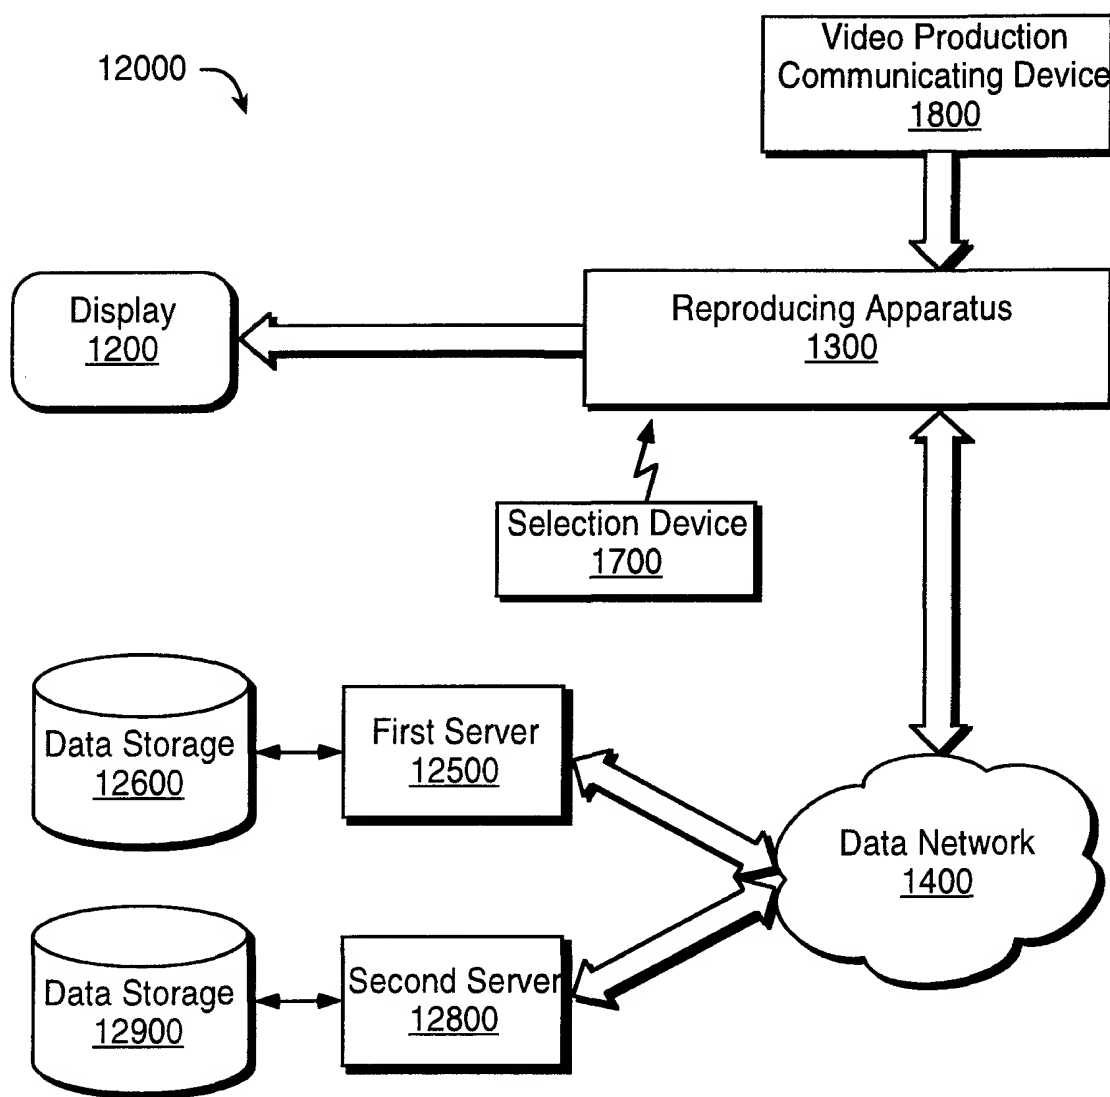 12000
Video Production
Communicating Device
1800
Display
1200
Reproducing Apparatus
1300
Selection Device
1700
Data Storage
12600
First Server
12500
Data Network
1400
Data Storage
12900
Second Server
12800